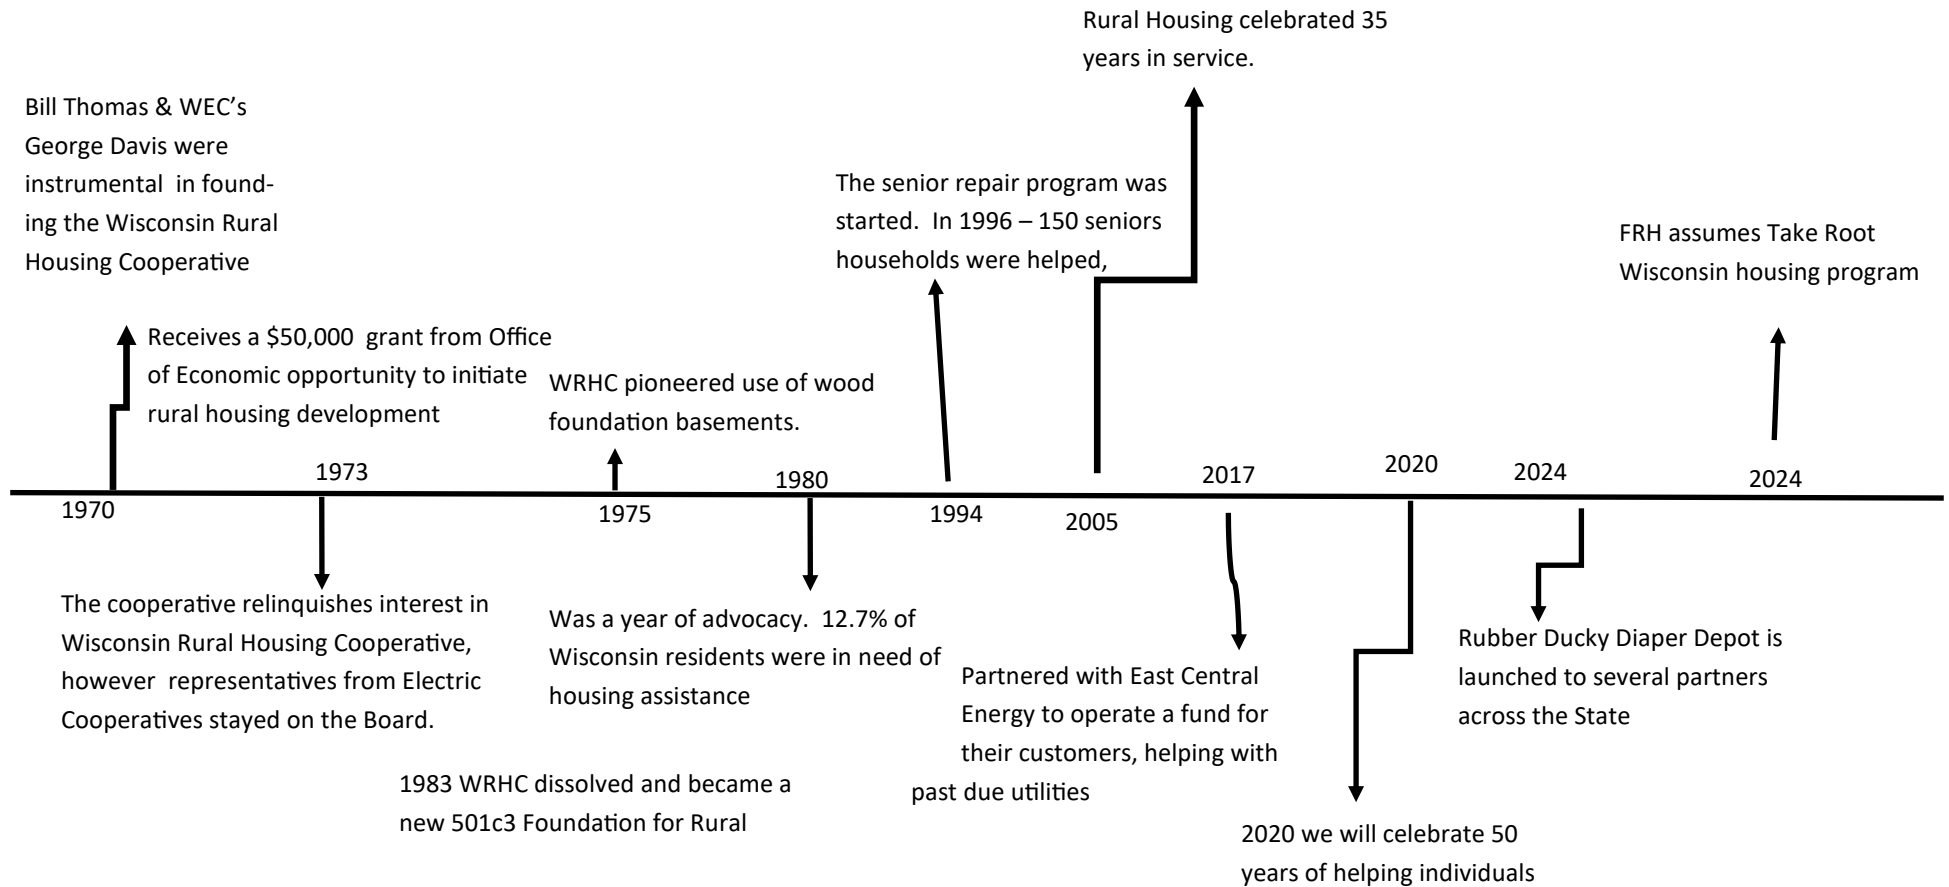 Rural Housing celebrated 35
years in service.
Bill Thomas & WEC’s
George Davis were
instrumental  in found-
ing the Wisconsin Rural
Housing Cooperative
The senior repair program was
started.  In 1996 – 150 seniors
households were helped,
FRH assumes Take Root
Wisconsin housing program
Receives a $50,000  grant from Office
of Economic opportunity to initiate
rural housing development
WRHC pioneered use of wood
foundation basements.
1970
1973
1975
1980
1994
2005
2017
2020
2024
2024
The cooperative relinquishes interest in
Wisconsin Rural Housing Cooperative,
however  representatives from Electric
Cooperatives stayed on the Board.
Was a year of advocacy.  12.7% of
Wisconsin residents were in need of
housing assistance
1983 WRHC dissolved and became a
new 501c3 Foundation for Rural
Partnered with East Central
Energy to operate a fund for
their customers, helping with
past due utilities
2020 we will celebrate 50
years of helping individuals
Rubber Ducky Diaper Depot is
launched to several partners
across the State